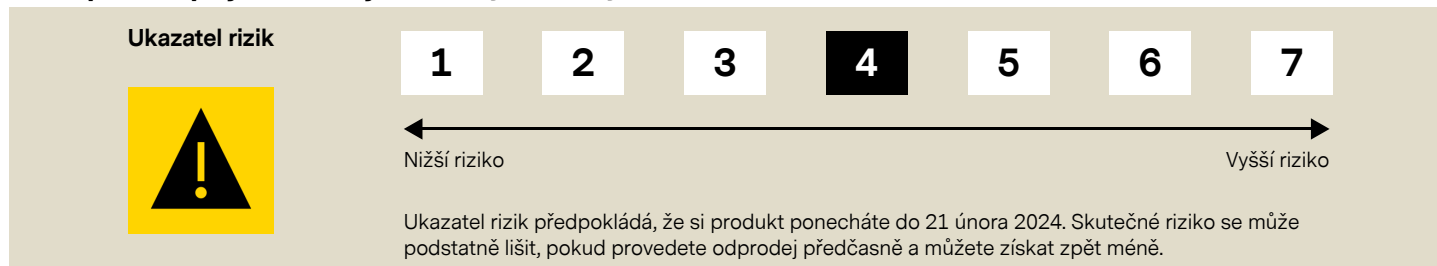 Ukazatel rizik
1 2 3 4 5 6 7
Nižší riziko Vyšší riziko
Ukazatel rizik předpokládá, že si produkt ponecháte do 21 února 2024. Skutečné riziko se může
podstatně lišit, pokud provedete odprodej předčasně a můžete získat zpět méně.